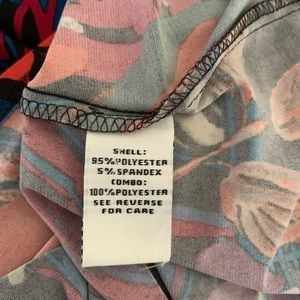 SHELL:
95%POLYESTER
5%SPANDEX
COMBO:
100%POLYESTER
SEE REVERSE
FOR CARE